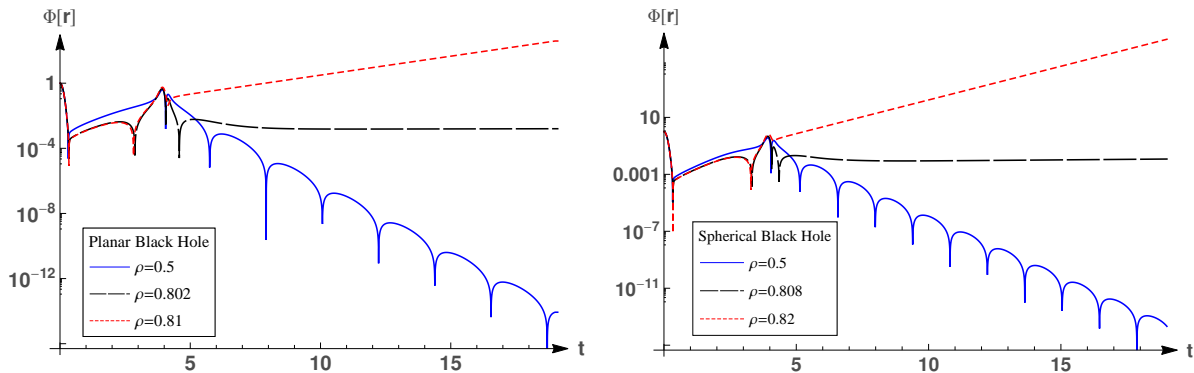 Φ[r]
1
10⁻⁴
10⁻⁸
10⁻¹²
5
10
15
t
Planar Black Hole
ρ=0.5
ρ=0.802
ρ=0.81
Φ[r]
10
0.001
10⁻⁷
10⁻¹¹
5
10
15
t
Spherical Black Hole
ρ=0.5
ρ=0.808
ρ=0.82